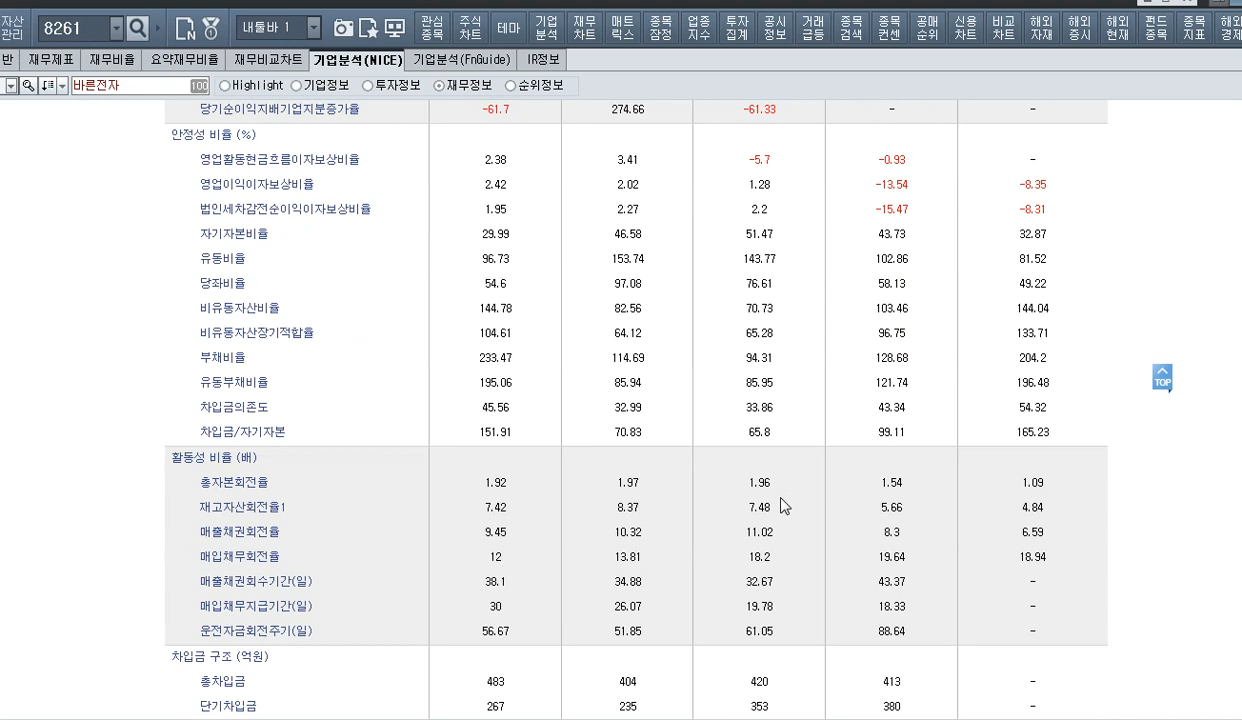 자산 관리 8261 내툴바 1 관심 종목 주식 차트 테마 기업 분석 재무 차트 매트 릭스 종목 잠정 업종 지수 투자 집계 공시 정보 거래 급등 종목 검색 종목 컨센 공매 순위 신용 차트 비교 차트 해외 자재 해외 증시 해외 현재 펀드 종목 종목 지표 해외 경제
반 재무제표 재무비율 요약재무비율 재무비교차트 기업분석(NICE) 기업분석(FnGuide) IR정보
바른전자 100 Highlight 기업정보 투자정보 재무정보 순위정보
당기순이익지배기업지분증가율 -61.7 274.66 -61.33 - -
안정성 비율 (%)
영업활동현금흐름이자보상비율 2.38 3.41 -5.7 -0.93 -
영업이익이자보상비율 2.42 2.02 1.28 -13.54 -8.35
법인세차감전순이익이자보상비율 1.95 2.27 2.2 -15.47 -8.31
자기자본비율 29.99 46.58 51.47 43.73 32.87
유동비율 96.73 153.74 143.77 102.86 81.52
당좌비율 54.6 97.08 76.61 58.13 49.22
비유동자산비율 144.78 82.56 70.73 103.46 144.04
비유동자산장기적합율 104.61 64.12 65.28 96.75 133.71
부채비율 233.47 114.69 94.31 128.68 204.2
유동부채비율 195.06 85.94 85.95 121.74 196.48
차입금의존도 45.56 32.99 33.86 43.34 54.32
차입금/자기자본 151.91 70.83 65.8 99.11 165.23
TOP
활동성 비율 (배)
총자본회전율 1.92 1.97 1.96 1.54 1.09
재고자산회전율1 7.42 8.37 7.48 5.66 4.84
매출채권회전율 9.45 10.32 11.02 8.3 6.59
매입채무회전율 12 13.81 18.2 19.64 18.94
매출채권회수기간(일) 38.1 34.88 32.67 43.37 -
매입채무지급기간(일) 30 26.07 19.78 18.33 -
운전자금회전주기(일) 56.67 51.85 61.05 88.64 -
차입금 구조 (억원)
총차입금 483 404 420 413 -
단기차입금 267 235 353 380 -